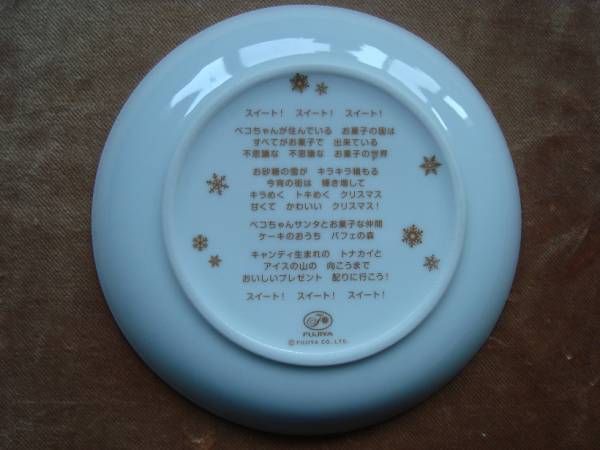 スイート！ スイート！ スイート！
ペコちゃんが住んでいる お菓子の国は
すべてがお菓子で 出来ている
不思議な 不思議な お菓子の世界
お砂糖の雪が キラキラ積もる
今宵の街は 輝き増して
キラめく トキめく クリスマス
甘くて かわいい クリスマス！
ペコちゃんサンタとお菓子な仲間
ケーキのおうち パフェの森
キャンディ生まれの トナカイと
アイスの山の 向こうまで
おいしいプレゼント 配りに行こう！
スイート！ スイート！ スイート！
FUJIYA
©FUJIYA CO., LTD.